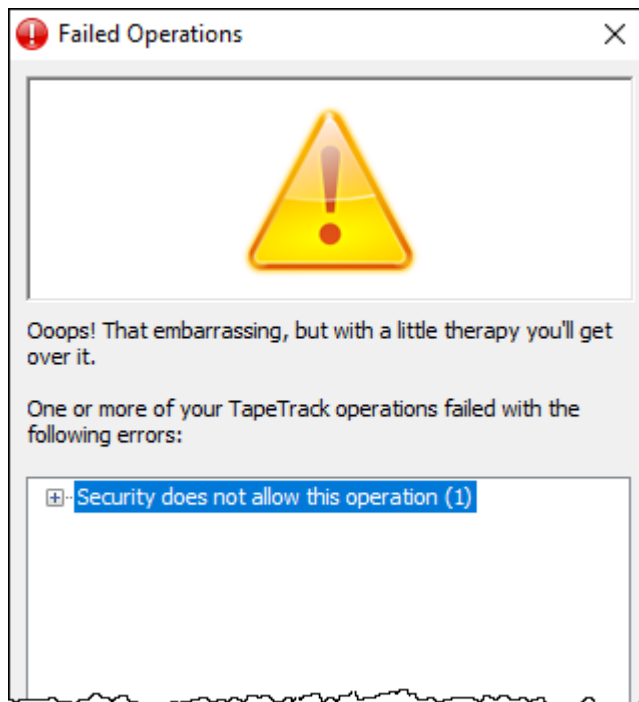 Failed Operations
Ooops! That embarrassing, but with a little therapy you'll get
over it.
One or more of your TapeTrack operations failed with the
following errors:
Security does not allow this operation (1)